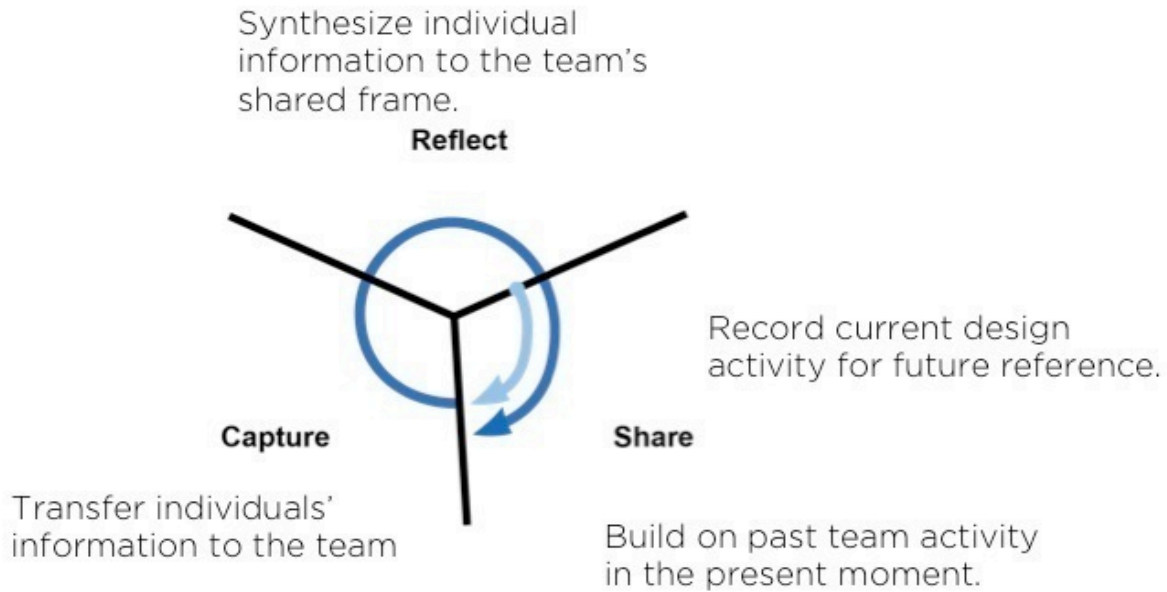 Synthesize individual
information to the team's
shared frame.
Reflect
Record current design
activity for future reference.
Capture
Share
Transfer individuals'
information to the team
Build on past team activity
in the present moment.